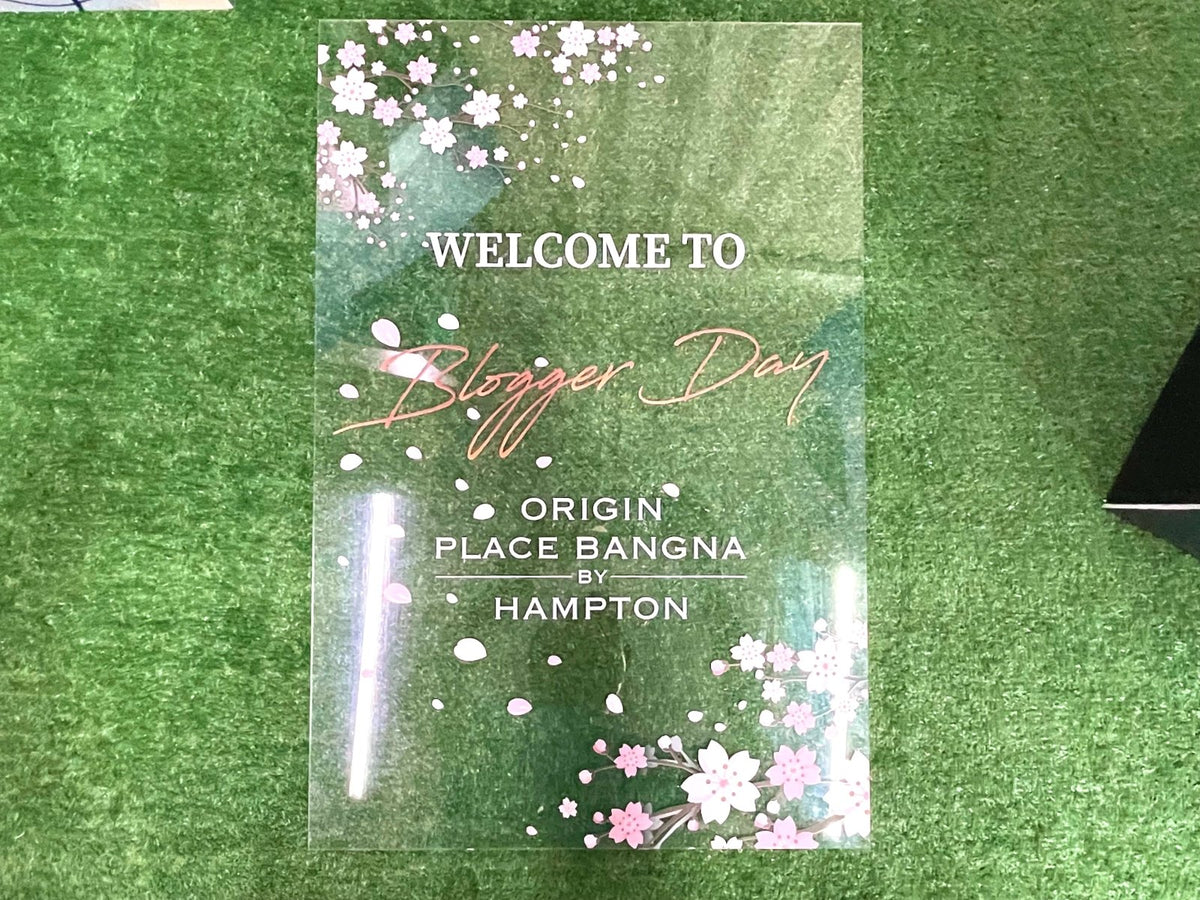 WELCOME TO
Blogger Day
ORIGIN
PLACE BANGNA
BY
HAMPTON